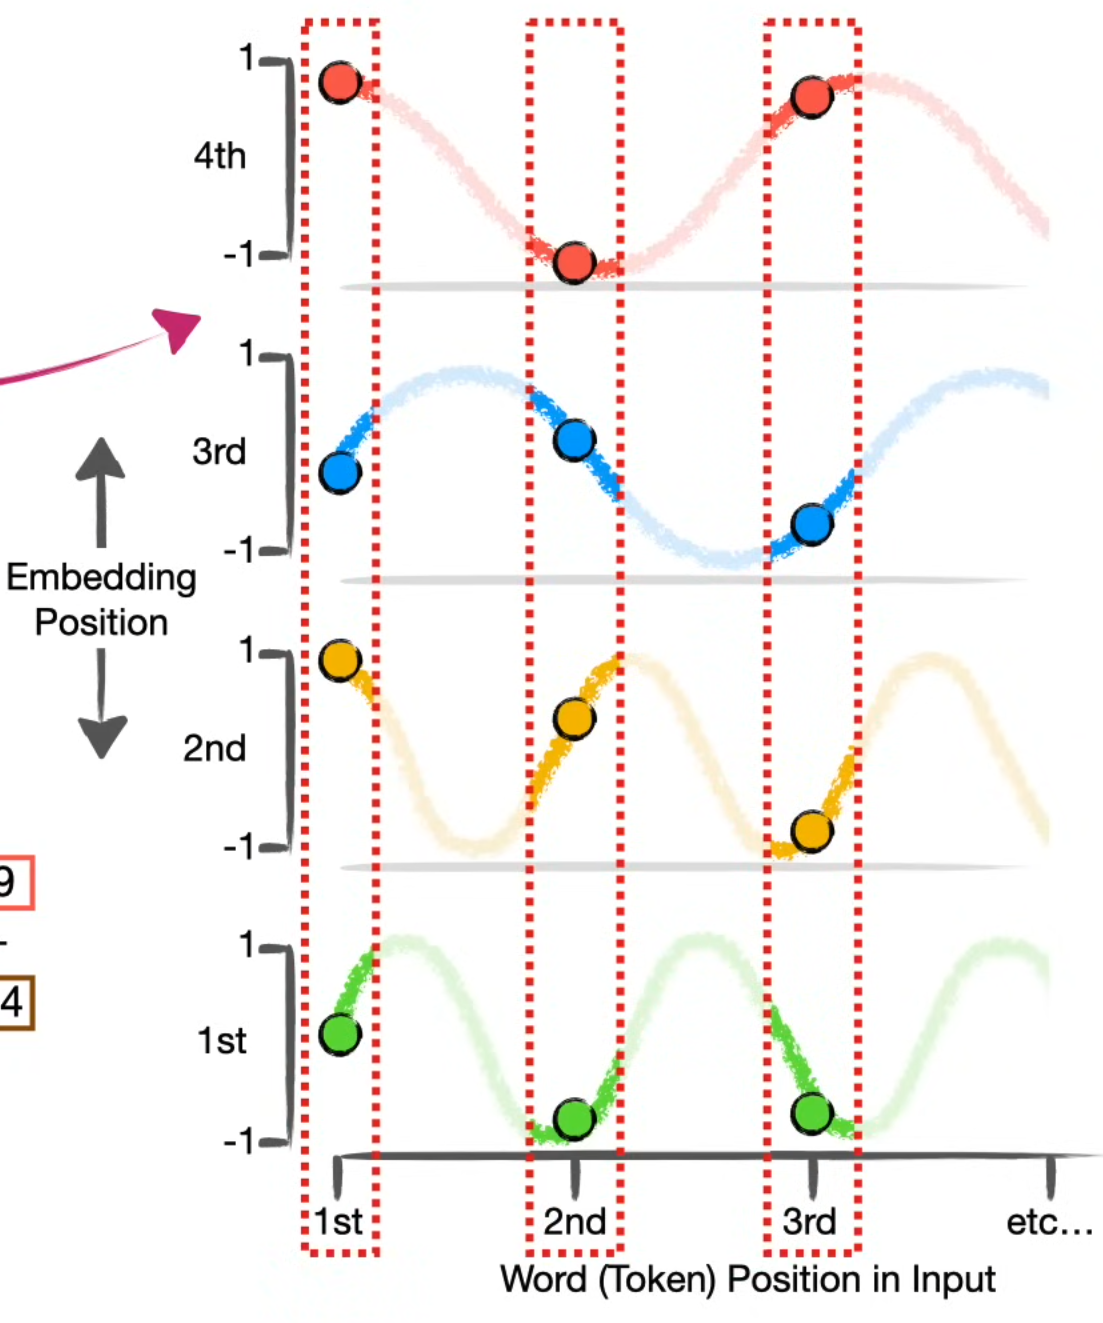 1
4th
-1
1
3rd
-1
Embedding
Position
1
2nd
-1
9
4
1
1st
-1
1st 2nd 3rd etc...
Word (Token) Position in Input